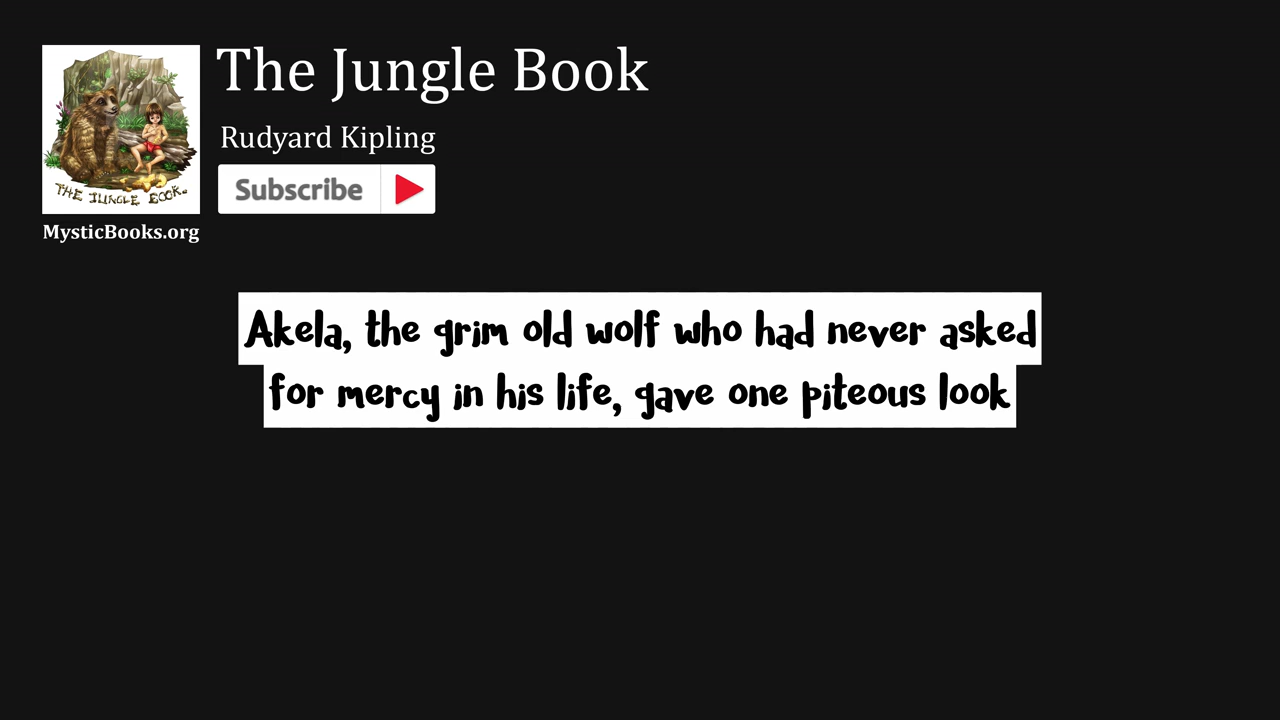 The Jungle Book
Rudyard Kipling
Subscribe
THE JUNGLE BOOK.
MysticBooks.org
Akela, the grim old wolf who had never asked
for mercy in his life, gave one piteous look